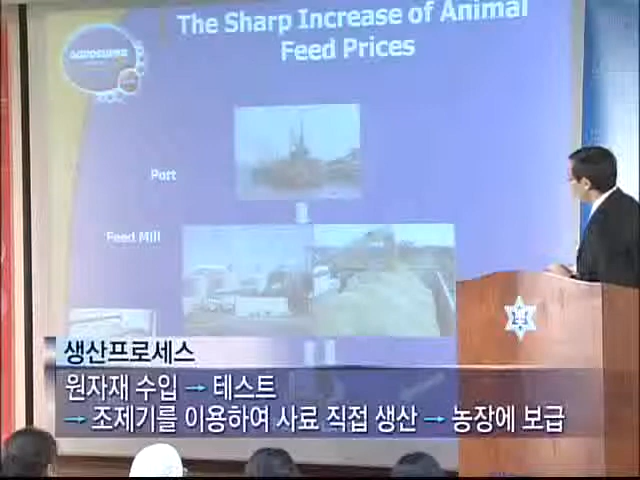 The Sharp Increase of Animal
Feed Prices
Port
Feed Mill
생산프로세스
원자재 수입 → 테스트
→ 조제기를 이용하여 사료 직접 생산 → 농장에 보급